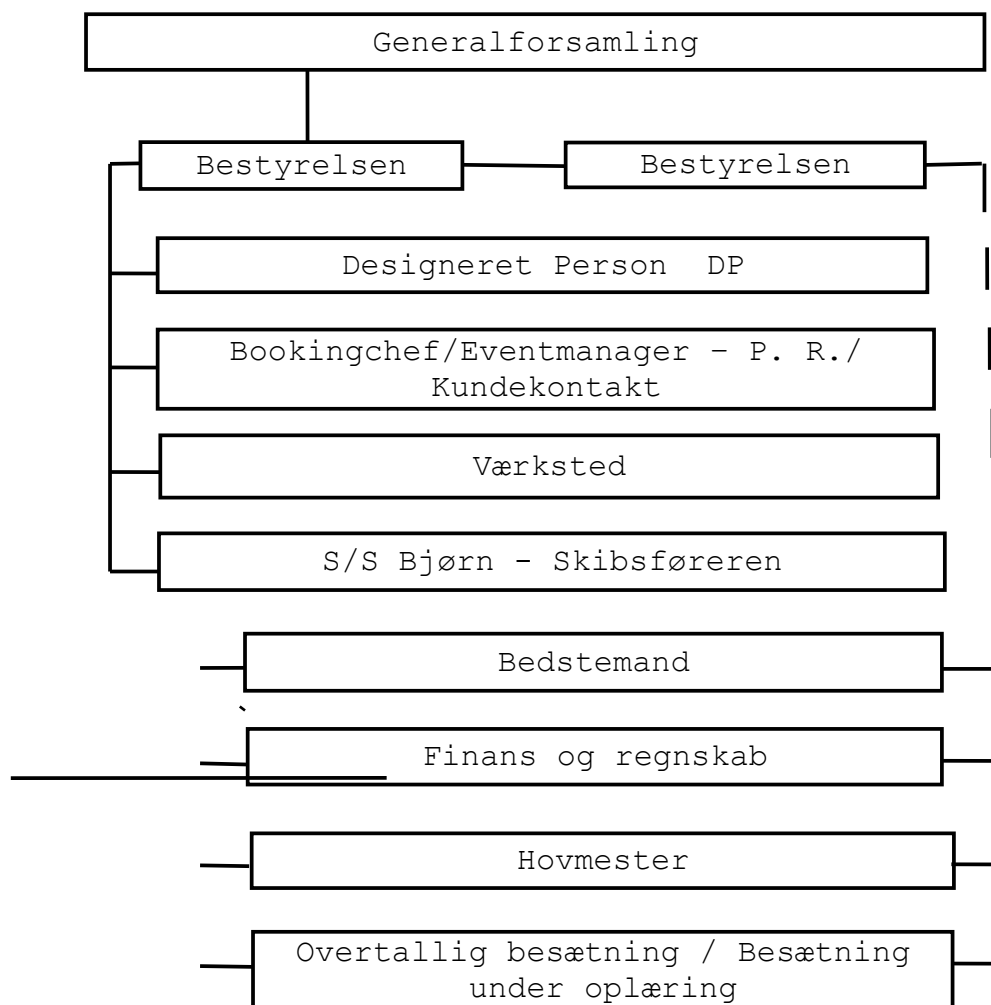 Generalforsamling
Bestyrelsen
Bestyrelsen
Designeret Person  DP
Bookingchef/Eventmanager – P. R./
Kundekontakt
Værksted
S/S Bjørn - Skibsføreren
Bedstemand
Finans og regnskab
Hovmester
Overtallig besætning / Besætning
under oplæring